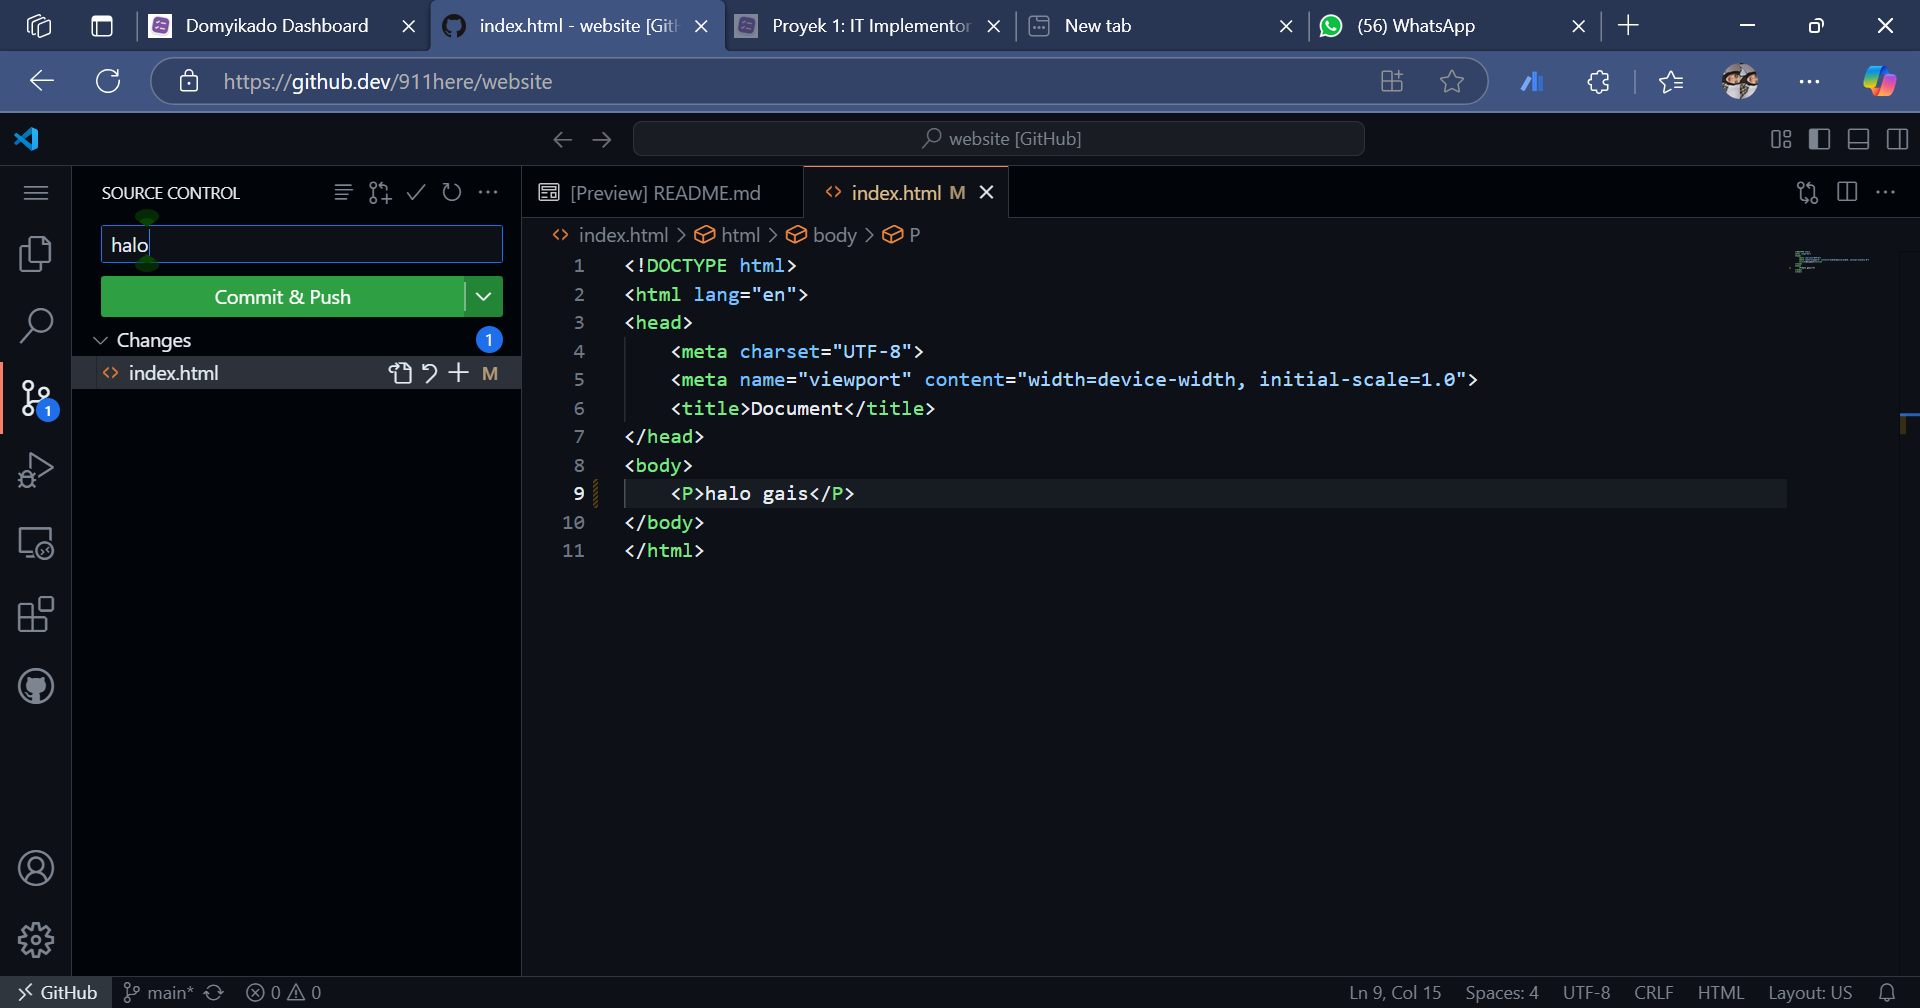 Domyikado Dashboard
index.html - website [GitH
Proyek 1: IT Implementor
New tab
(56) WhatsApp
https://github.dev/911here/website
website [GitHub]
SOURCE CONTROL
halo
Commit & Push
Changes
1
index.html
M
1
[Preview] README.md
index.html M
index.html > html > body > P
1 <!DOCTYPE html>
2 <html lang="en">
3 <head>
4 <meta charset="UTF-8">
5 <meta name="viewport" content="width=device-width, initial-scale=1.0">
6 <title>Document</title>
7 </head>
8 <body>
9 <P>halo gais</P>
10 </body>
11 </html>
GitHub
main*
0
0
Ln 9, Col 15
Spaces: 4
UTF-8
CRLF
HTML
Layout: US